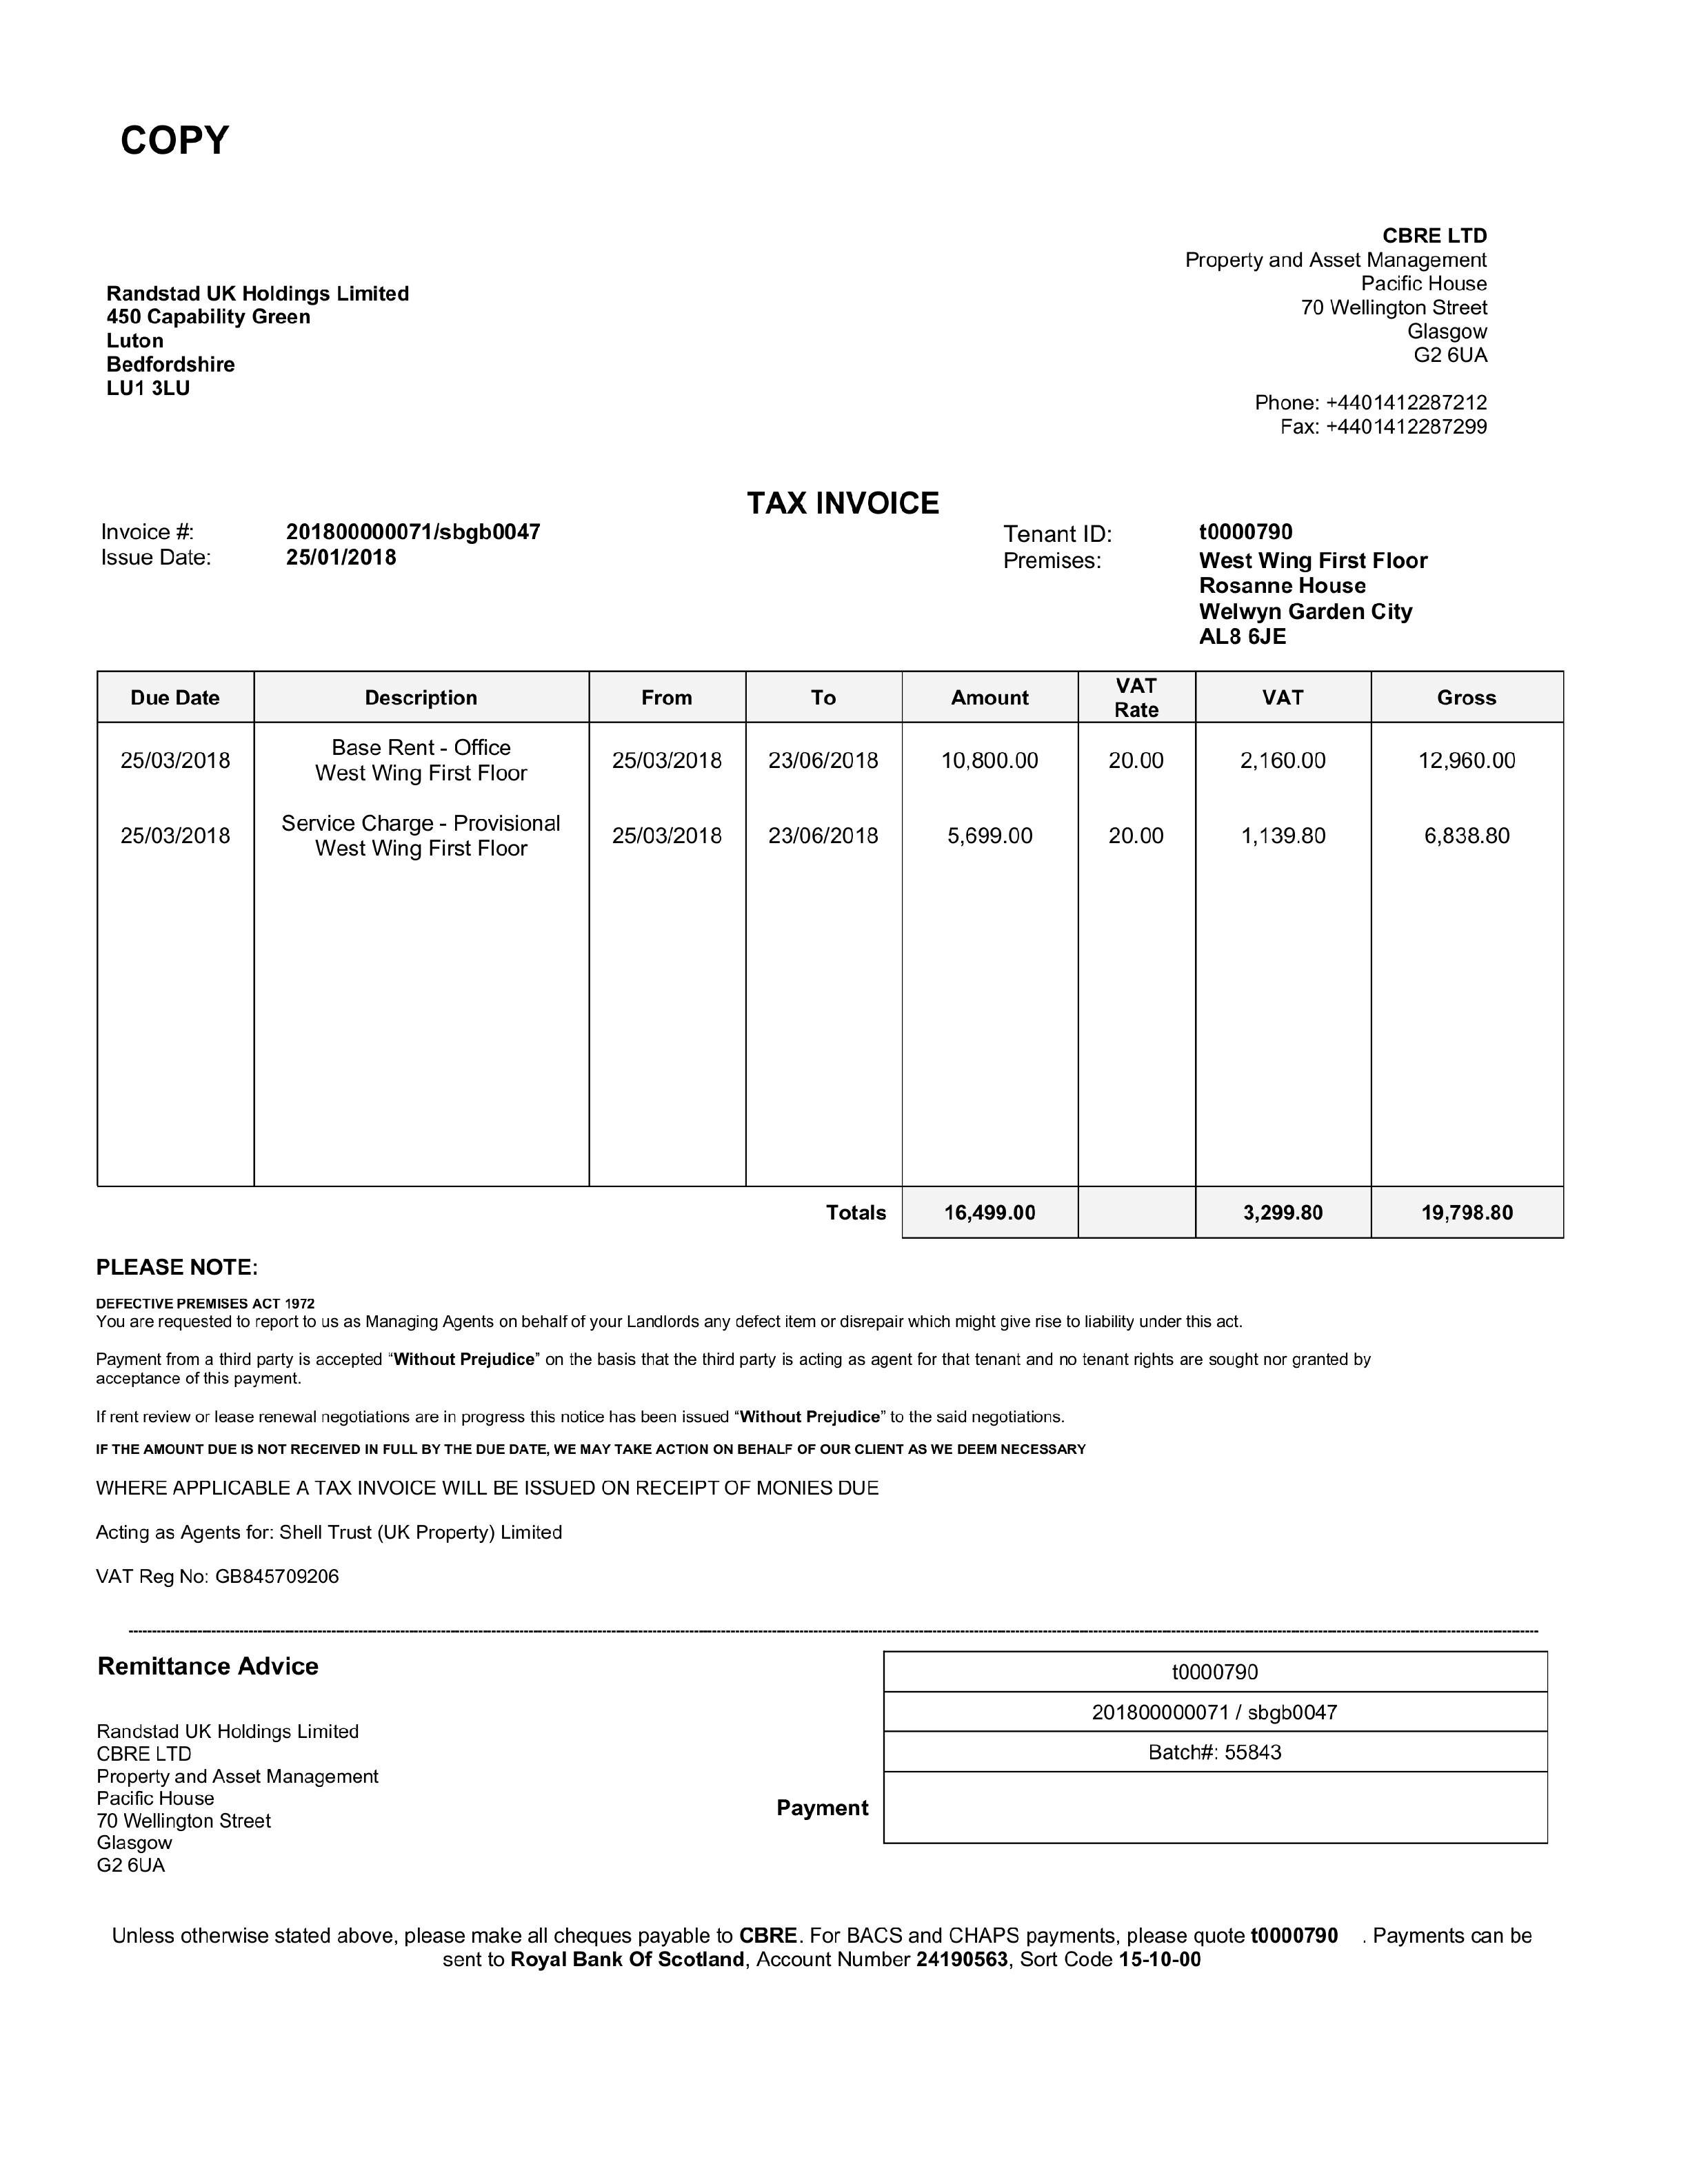 COPY
CBRE LTD
Property and Asset Management
Pacific House
70 Wellington Street
Glasgow
G2 6UA
Phone: +4401412287212
Fax: +4401412287299
Randstad UK Holdings Limited
450 Capability Green
Luton
Bedfordshire
LU1 3LU
TAX INVOICE
Invoice #: 201800000071/sbgb0047
Issue Date: 25/01/2018
Tenant ID: t0000790
Premises: West Wing First Floor
Rosanne House
Welwyn Garden City
AL8 6JE
Due Date Description From To Amount VAT Rate VAT Gross
25/03/2018 Base Rent - Office West Wing First Floor 25/03/2018 23/06/2018 10,800.00 20.00 2,160.00 12,960.00
25/03/2018 Service Charge - Provisional West Wing First Floor 25/03/2018 23/06/2018 5,699.00 20.00 1,139.80 6,838.80
Totals 16,499.00 3,299.80 19,798.80
PLEASE NOTE:
DEFECTIVE PREMISES ACT 1972
You are requested to report to us as Managing Agents on behalf of your Landlords any defect item or disrepair which might give rise to liability under this act.
Payment from a third party is accepted “Without Prejudice” on the basis that the third party is acting as agent for that tenant and no tenant rights are sought nor granted by
acceptance of this payment.
If rent review or lease renewal negotiations are in progress this notice has been issued “Without Prejudice” to the said negotiations.
IF THE AMOUNT DUE IS NOT RECEIVED IN FULL BY THE DUE DATE, WE MAY TAKE ACTION ON BEHALF OF OUR CLIENT AS WE DEEM NECESSARY
WHERE APPLICABLE A TAX INVOICE WILL BE ISSUED ON RECEIPT OF MONIES DUE
Acting as Agents for: Shell Trust (UK Property) Limited
VAT Reg No: GB845709206
Remittance Advice
Randstad UK Holdings Limited
CBRE LTD
Property and Asset Management
Pacific House
70 Wellington Street
Glasgow
G2 6UA
t0000790
201800000071 / sbgb0047
Batch#: 55843
Payment
Unless otherwise stated above, please make all cheques payable to CBRE. For BACS and CHAPS payments, please quote t0000790 . Payments can be
sent to Royal Bank Of Scotland, Account Number 24190563, Sort Code 15-10-00